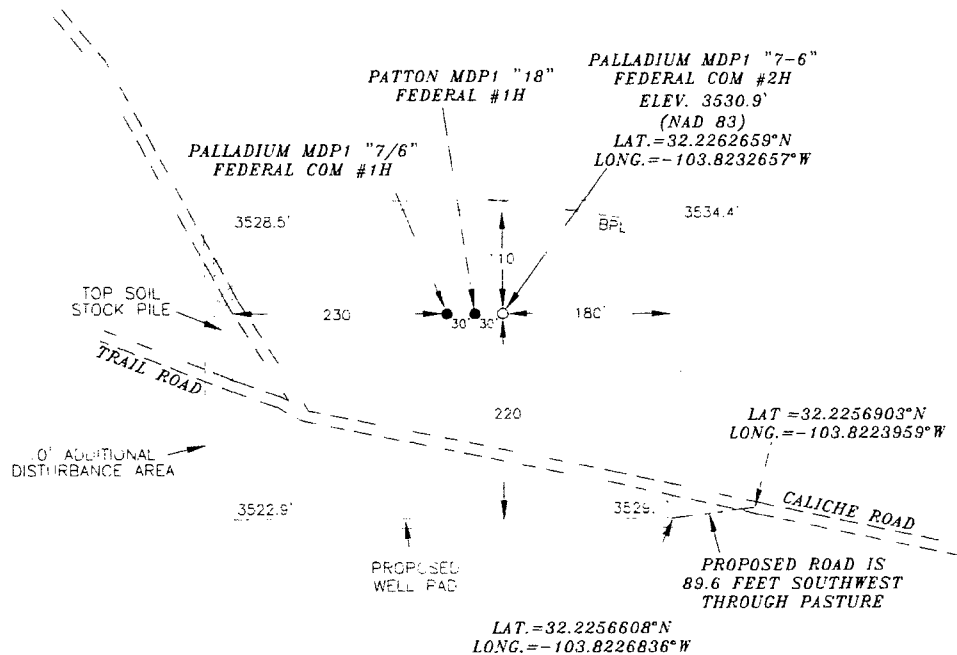 PATTON MDP1 "18"
FEDERAL #1H
PALLADIUM MDP1 "7-6"
FEDERAL COM #2H
ELEV. 3530.9'
(NAD 83)
LAT.=32.2262659°N
LONG.=-103.8232657°W
PALLADIUM MDP1 "7/6"
FEDERAL COM #1H
3528.5'
BPL
3534.4'
TOP SOIL
STOCK PILE
230
30'
30'
180'
TRAIL ROAD
220
LAT =32.2256903°N
LONG.=-103.8223959°W
ADDITIONAL
DISTURBANCE AREA
3522.9'
3529.
CALICHE ROAD
PROPOSED
WELL PAD
PROPOSED ROAD IS
89.6 FEET SOUTHWEST
THROUGH PASTURE
LAT.=32.2256608°N
LONG.=-103.8226836°W